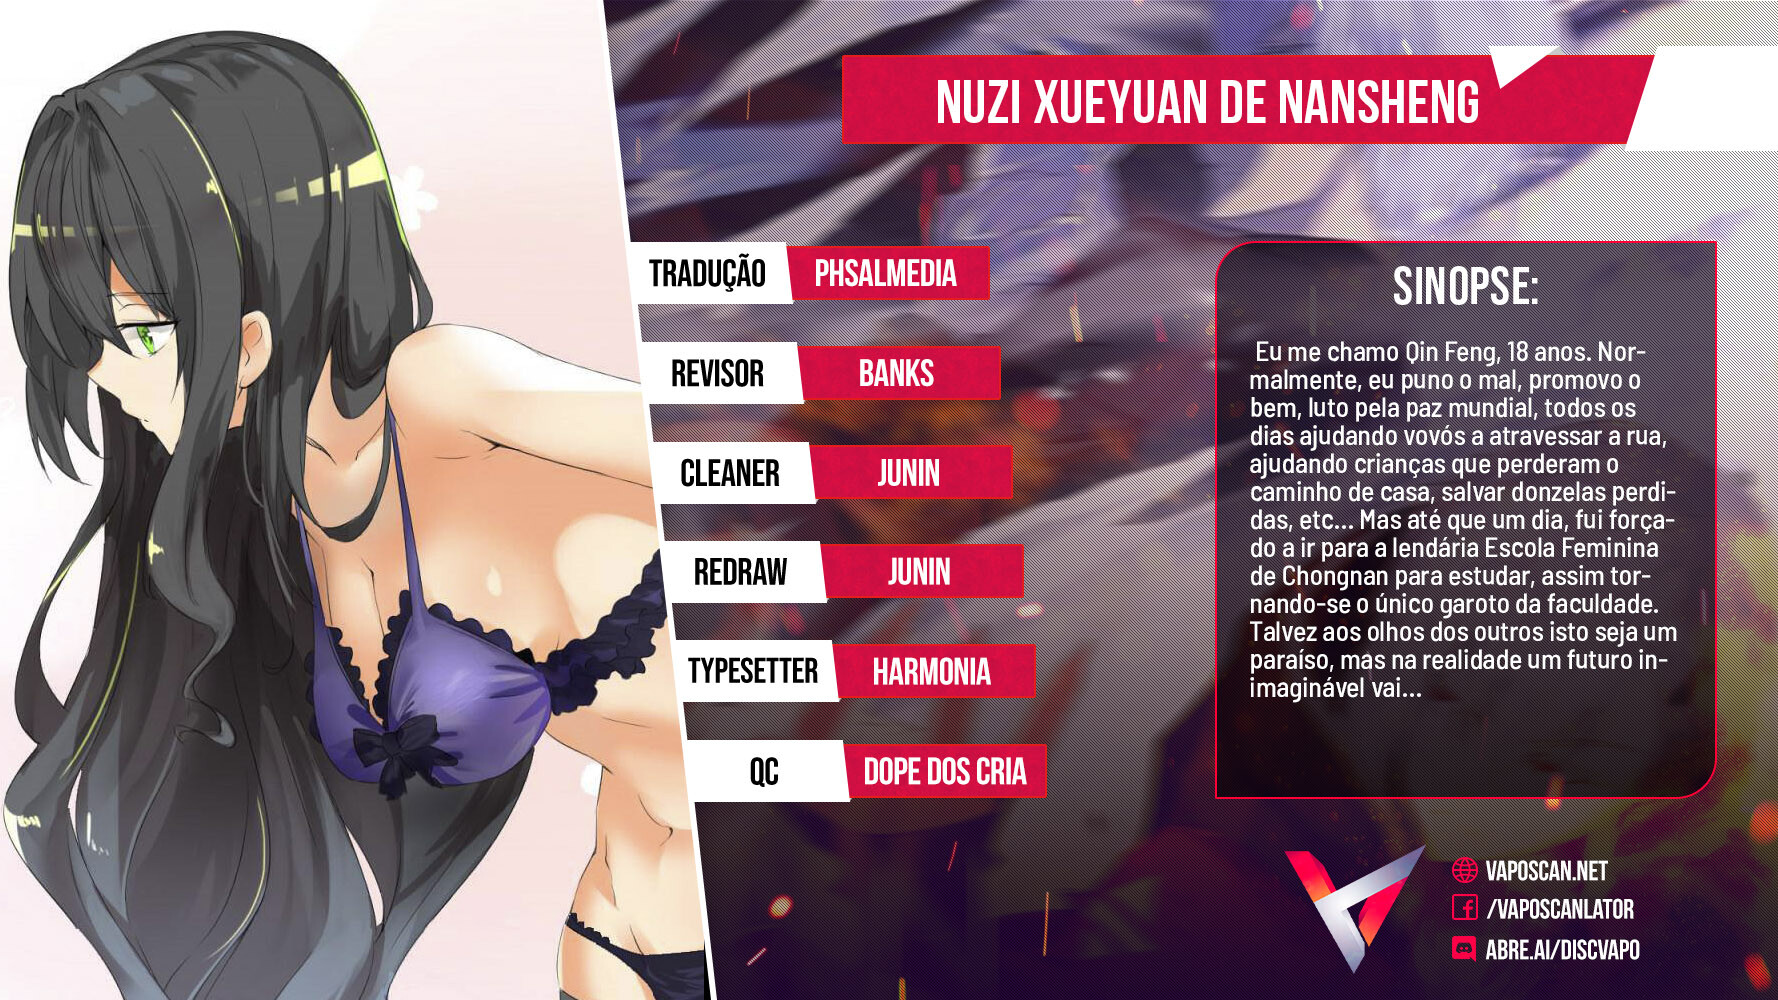 NUZI XUEYUAN DE NANSHENG
TRADUÇÃO PHSALMEDIA
REVISOR BANKS
CLEANER JUNIN
REDRAW JUNIN
TYPESETTER HARMONIA
QC DOPE DOS CRIA
SINOPSE:
Eu me chamo Qin Feng, 18 anos. Nor-
malmente, eu puno o mal, promovo o
bem, luto pela paz mundial, todos os
dias ajudando vovós a atravessar a rua,
ajudando crianças que perderam o
caminho de casa, salvar donzelas perdi-
das, etc... Mas até que um dia, fui força-
do a ir para a lendária Escola Feminina
de Chongnan para estudar, assim tor-
nando-se o único garoto da faculdade.
Talvez aos olhos dos outros isto seja um
paraíso, mas na realidade um futuro in-
imaginável vai...
VAPOSCAN.NET
/VAPOSCANLATOR
ABRE.AI/DISCVAPO